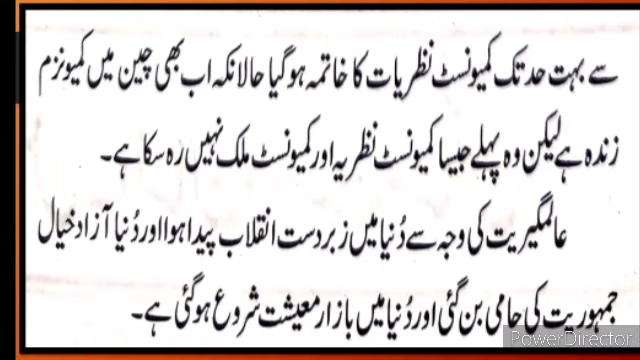 سے بہت حد تک کمیونسٹ نظریات کا خاتمہ ہوگیا حالانکہ اب بھی چین میں کمیونزم
زندہ ہے لیکن وہ پہلے جیسا کمیونسٹ نظریہ اور کمیونسٹ ملک نہیں رہ سکا ہے۔
عالمگیریت کی وجہ سے دُنیا میں زبردست انقلاب پیدا ہوا اور دُنیا آزاد خیال
جمہوریت کی حامی بن گئی اور دُنیا میں بازار معیشت شروع ہوگئی ہے۔
PowerDirector